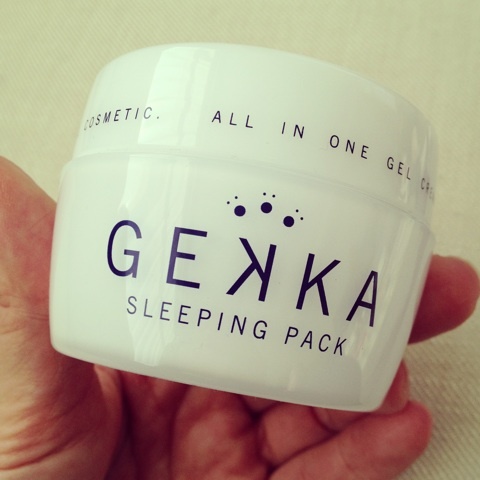 COSMETIC. ALL IN ONE GEL
GEKKA
SLEEPING PACK